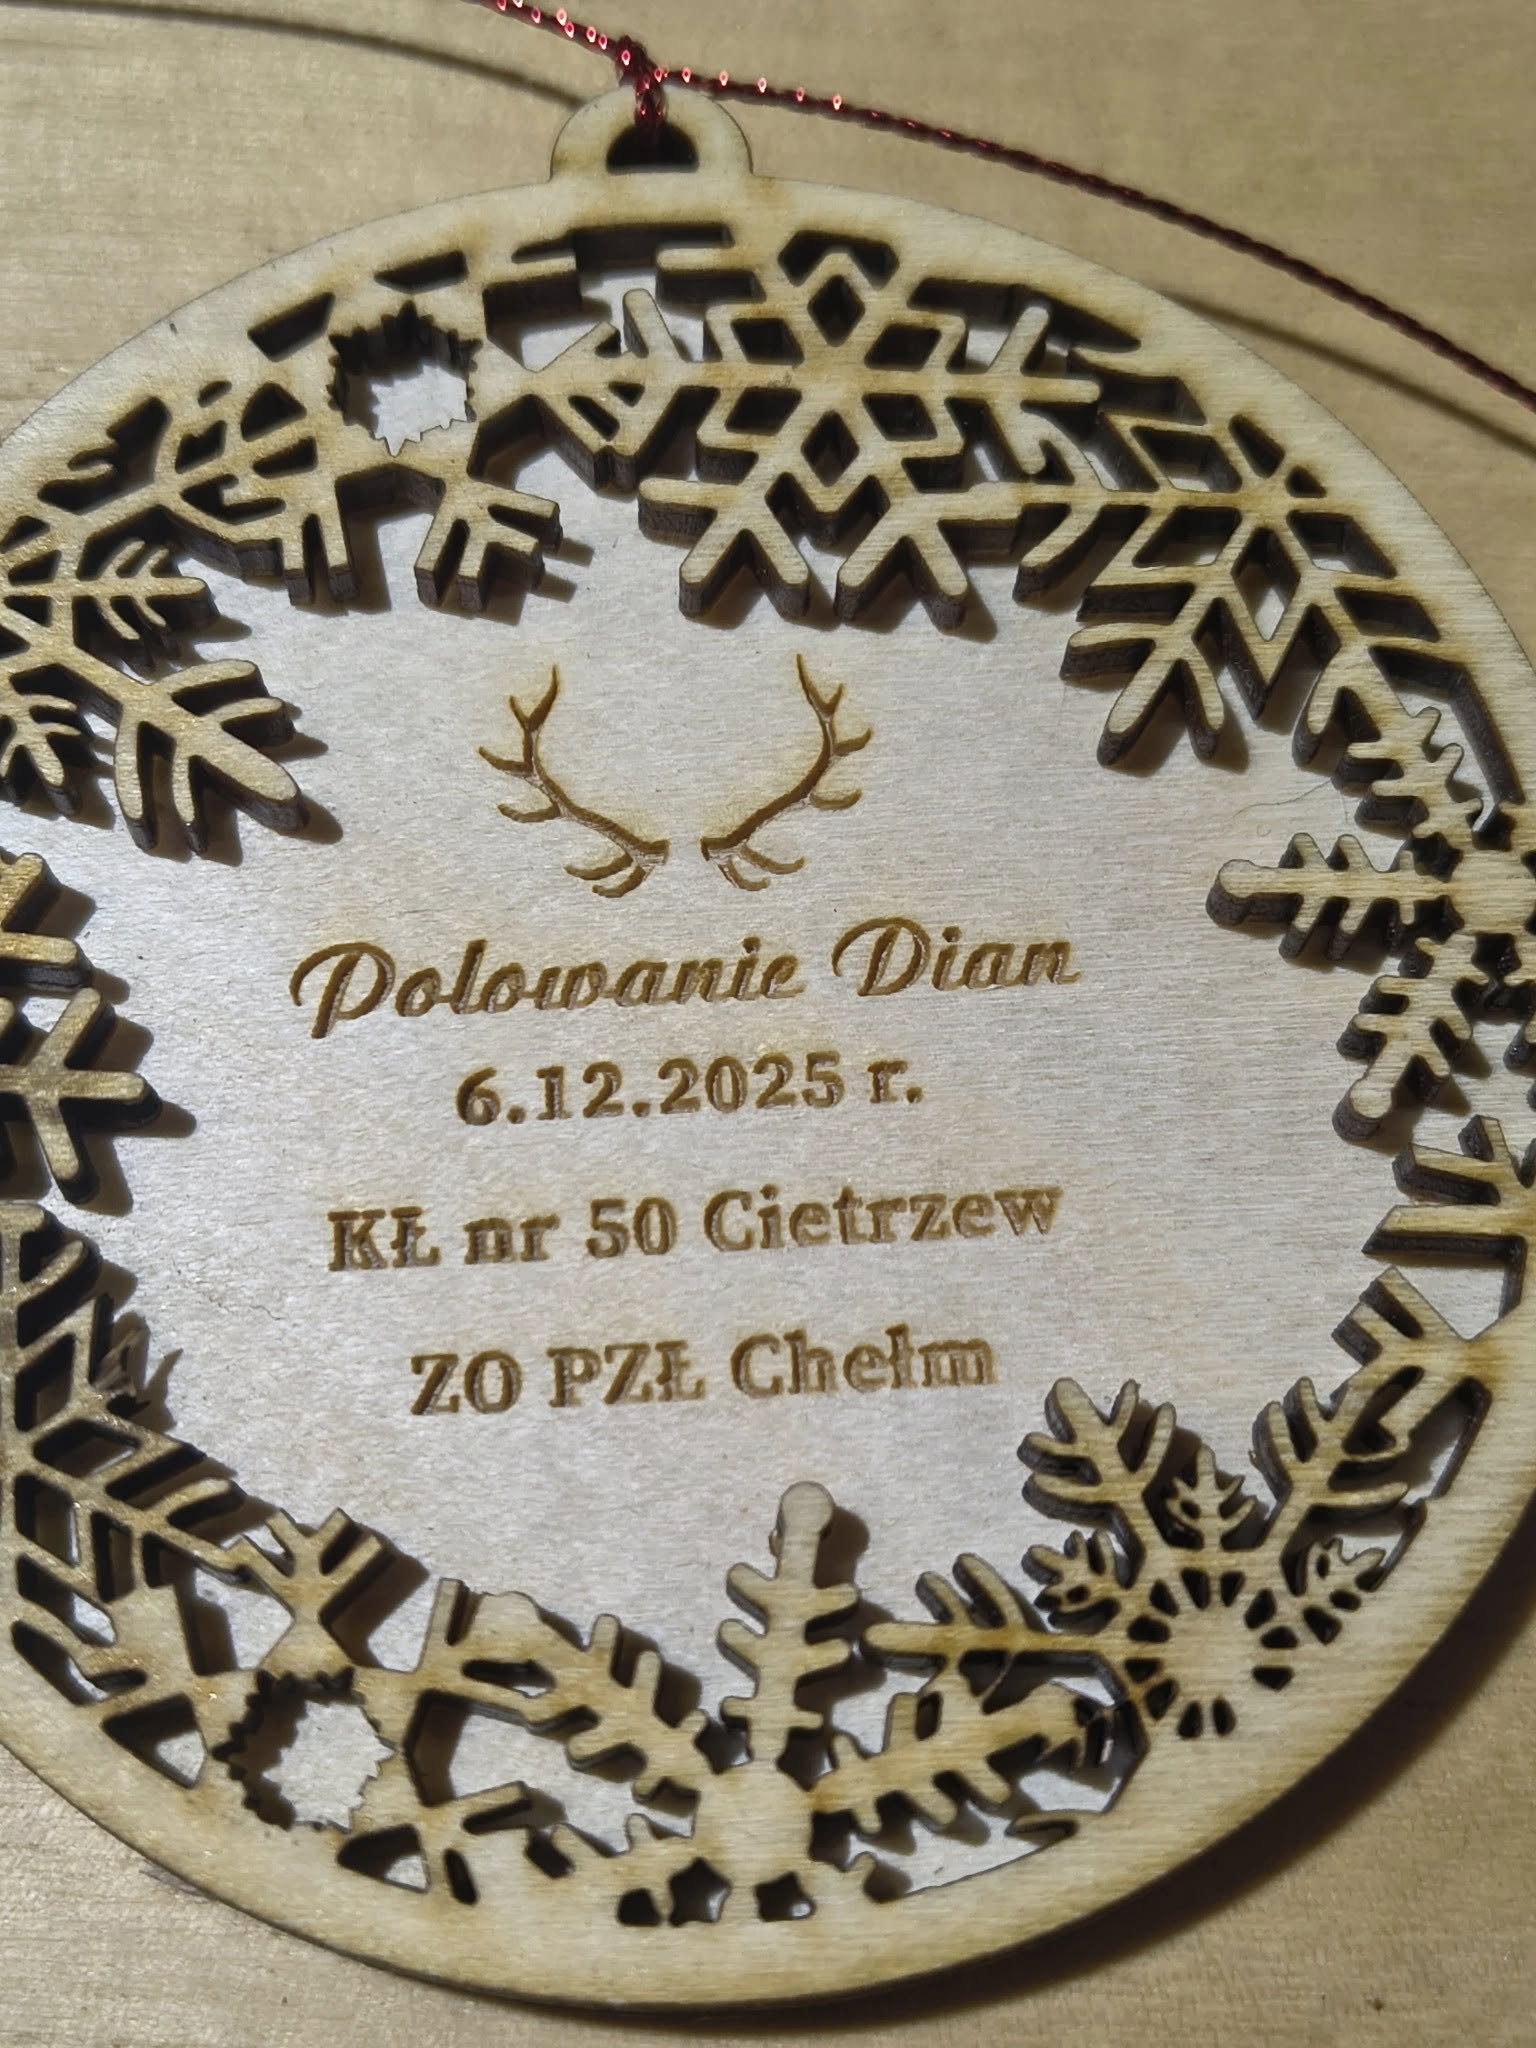 Polowanie Dian
6.12.2025 r.
KŁ nr 50 Cietrzew
ZO PZŁ Chełm